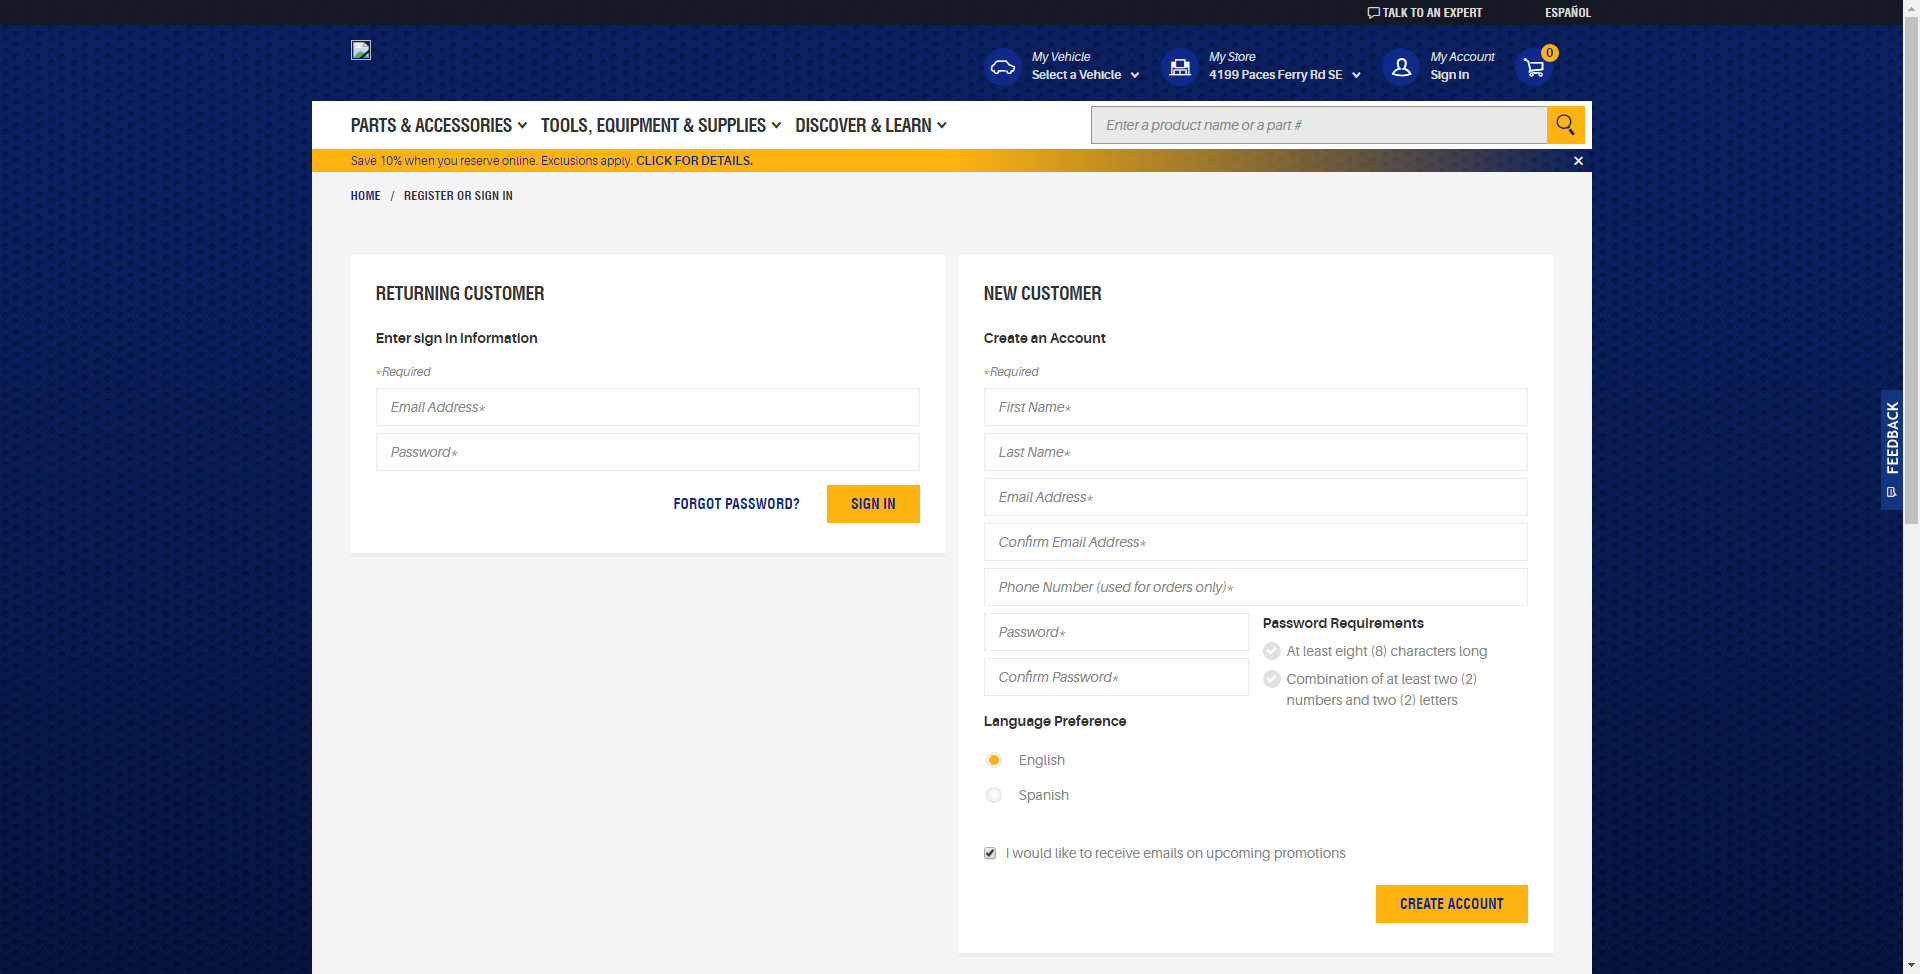 TALK TO AN EXPERT
ESPAÑOL
My Vehicle
Select a Vehicle
My Store
4199 Paces Ferry Rd SE
My Account
Sign in
0
PARTS & ACCESSORIES
TOOLS, EQUIPMENT & SUPPLIES
DISCOVER & LEARN
Enter a product name or a part #
Save 10% when you reserve online. Exclusions apply. CLICK FOR DETAILS.
HOME / REGISTER OR SIGN IN
RETURNING CUSTOMER
Enter sign in information
*Required
Email Address*
Password*
FORGOT PASSWORD?
SIGN IN
NEW CUSTOMER
Create an Account
*Required
First Name*
Last Name*
Email Address*
Confirm Email Address*
Phone Number (used for orders only)*
Password*
Confirm Password*
Password Requirements
At least eight (8) characters long
Combination of at least two (2)
numbers and two (2) letters
Language Preference
English
Spanish
I would like to receive emails on upcoming promotions
CREATE ACCOUNT
FEEDBACK